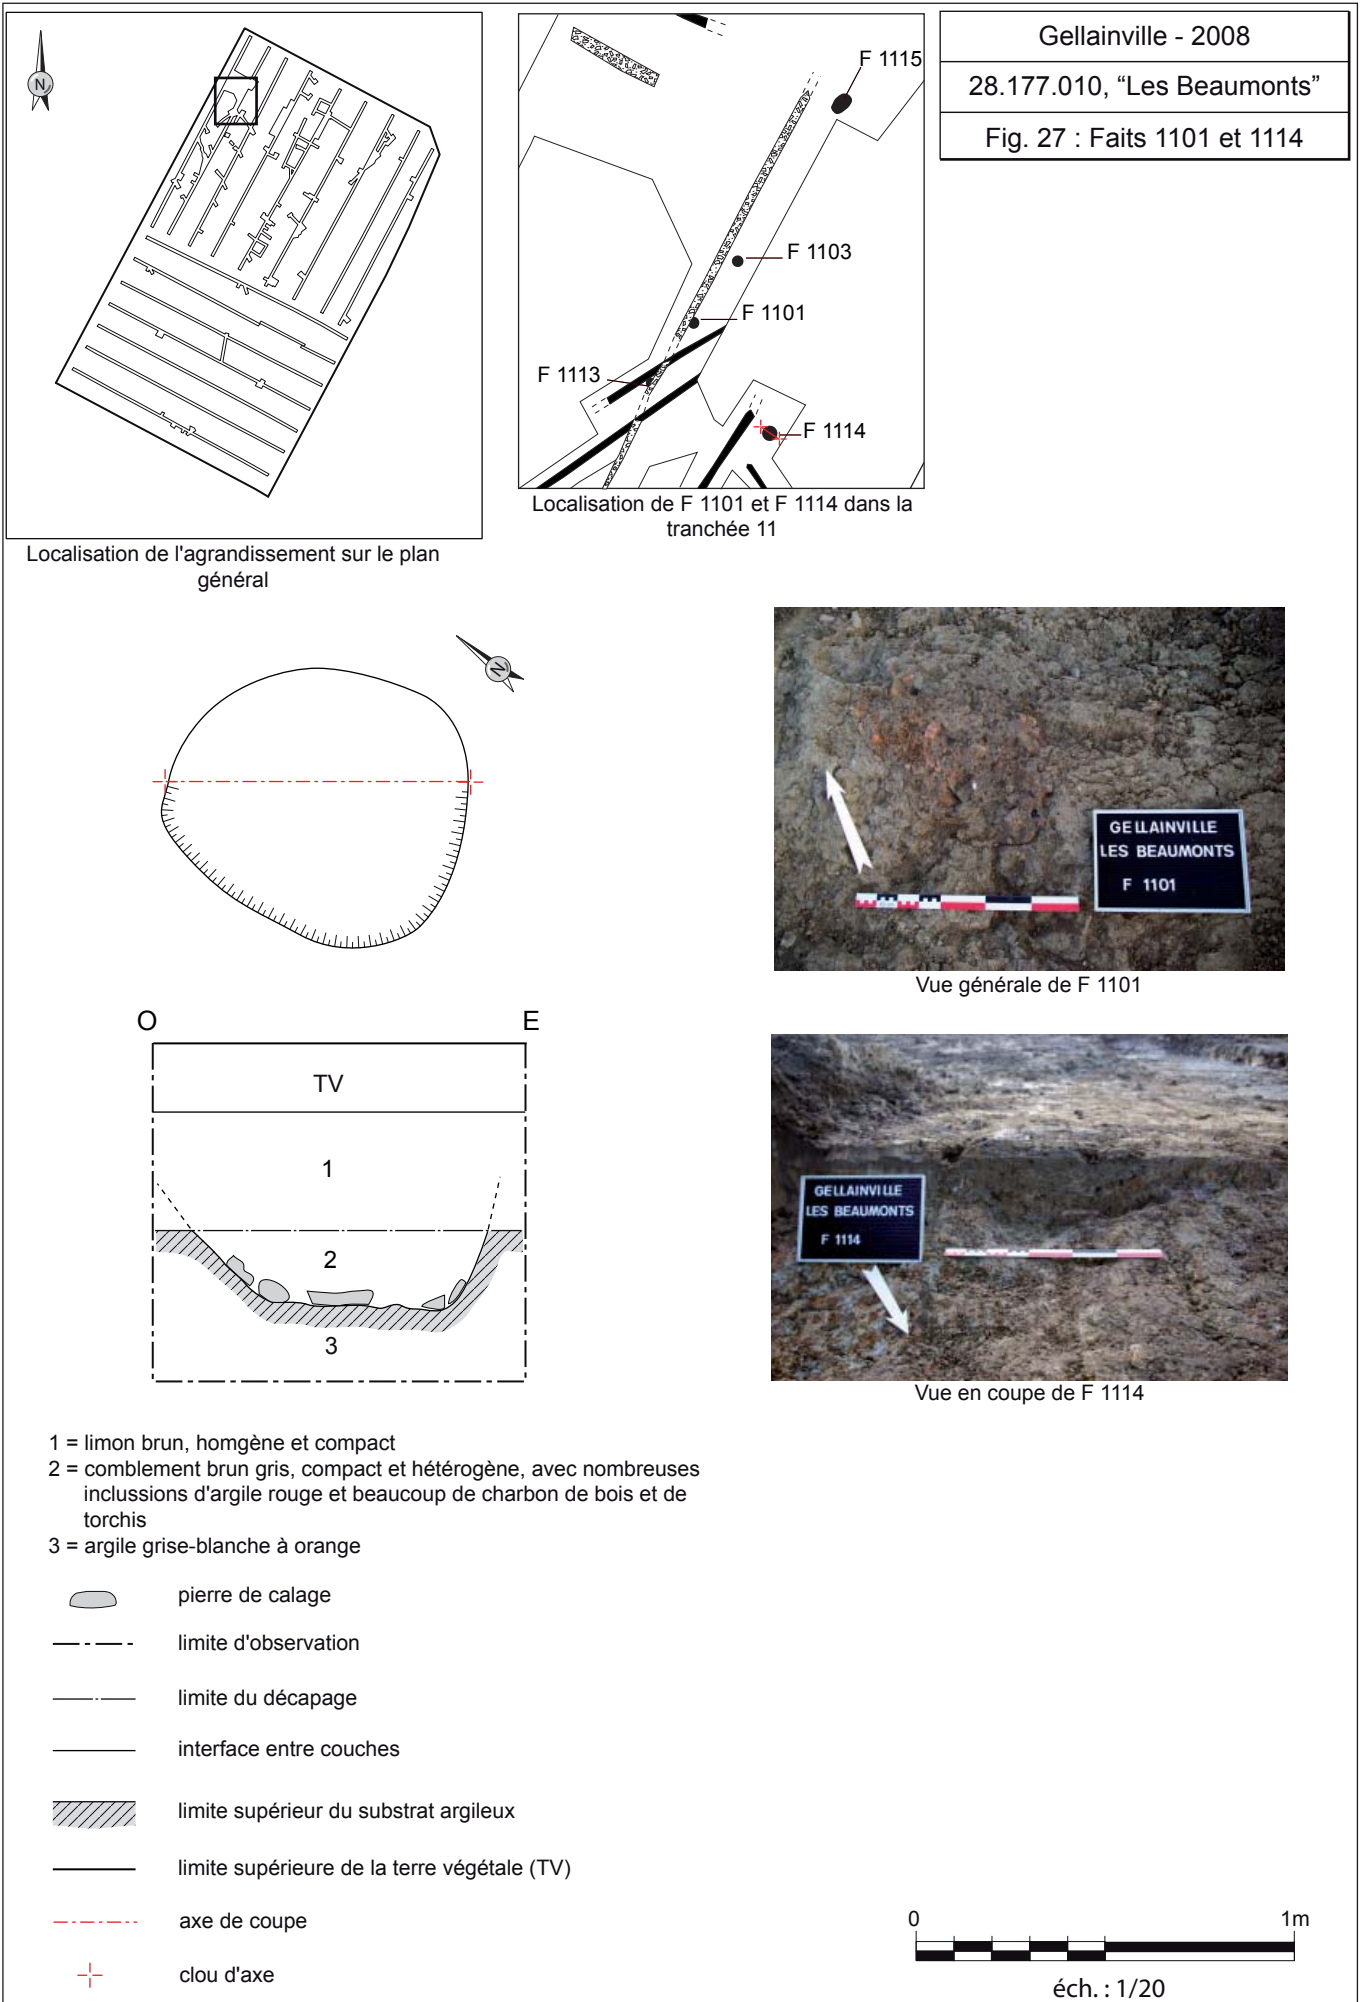 Gellainville - 2008
28.177.010, “Les Beaumonts”
Fig. 27 : Faits 1101 et 1114
N
F 1115
F 1103
F 1101
F 1113
F 1114
Localisation de F 1101 et F 1114 dans la
tranchée 11
Localisation de l'agrandissement sur le plan
général
N
GELLAINVILLE
LES BEAUMONTS
F 1101
Vue générale de F 1101
O
E
TV
1
2
3
GELLAINVILLE
LES BEAUMONTS
F 1114
Vue en coupe de F 1114
1 = limon brun, homgène et compact
2 = comblement brun gris, compact et hétérogène, avec nombreuses
inclussions d'argile rouge et beaucoup de charbon de bois et de
torchis
3 = argile grise-blanche à orange
pierre de calage
limite d'observation
limite du décapage
interface entre couches
limite supérieur du substrat argileux
limite supérieure de la terre végétale (TV)
axe de coupe
clou d'axe
0 1m
éch. : 1/20